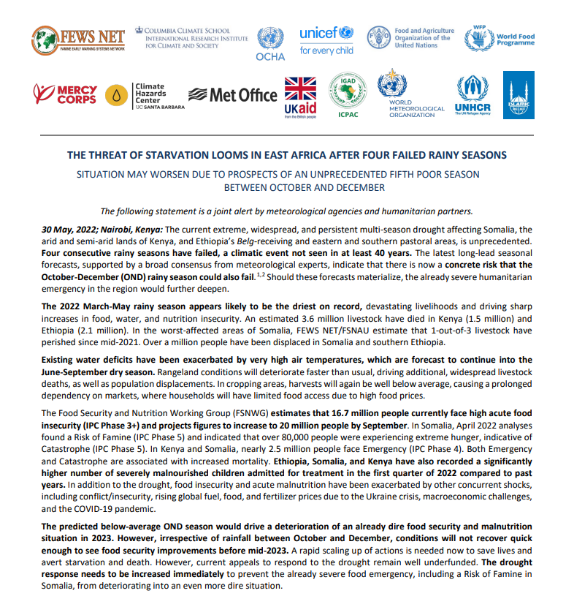 FEWS NET
FAMINE EARLY WARNING SYSTEMS NETWORK
COLUMBIA CLIMATE SCHOOL
INTERNATIONAL RESEARCH INSTITUTE
FOR CLIMATE AND SOCIETY
OCHA
unicef
for every child
Food and Agriculture
Organization of the
United Nations
WFP
World Food
Programme
MERCY
CORPS
Climate
Hazards
Center
UC SANTA BARBARA
Met Office
UKaid
from the British people
IGAD
ICPAC
WORLD
METEOROLOGICAL
ORGANIZATION
UNHCR
The UN Refugee Agency
THE THREAT OF STARVATION LOOMS IN EAST AFRICA AFTER FOUR FAILED RAINY SEASONS
SITUATION MAY WORSEN DUE TO PROSPECTS OF AN UNPRECEDENTED FIFTH POOR SEASON
BETWEEN OCTOBER AND DECEMBER
The following statement is a joint alert by meteorological agencies and humanitarian partners.
30 May, 2022; Nairobi, Kenya: The current extreme, widespread, and persistent multi-season drought affecting Somalia, the
arid and semi-arid lands of Kenya, and Ethiopia's Belg-receiving and eastern and southern pastoral areas, is unprecedented.
Four consecutive rainy seasons have failed, a climatic event not seen in at least 40 years. The latest long-lead seasonal
forecasts, supported by a broad consensus from meteorological experts, indicate that there is now a concrete risk that the
October-December (OND) rainy season could also fail.1,2 Should these forecasts materialize, the already severe humanitarian
emergency in the region would further deepen.
The 2022 March-May rainy season appears likely to be the driest on record, devastating livelihoods and driving sharp
increases in food, water, and nutrition insecurity. An estimated 3.6 million livestock have died in Kenya (1.5 million) and
Ethiopia (2.1 million). In the worst-affected areas of Somalia, FEWS NET/FSNAU estimate that 1-out-of-3 livestock have
perished since mid-2021. Over a million people have been displaced in Somalia and southern Ethiopia.
Existing water deficits have been exacerbated by very high air temperatures, which are forecast to continue into the
June-September dry season. Rangeland conditions will deteriorate faster than usual, driving additional, widespread livestock
deaths, as well as population displacements. In cropping areas, harvests will again be well below average, causing a prolonged
dependency on markets, where households will have limited food access due to high food prices.
The Food Security and Nutrition Working Group (FSNWG) estimates that 16.7 million people currently face high acute food
insecurity (IPC Phase 3+) and projects figures to increase to 20 million people by September. In Somalia, April 2022 analyses
found a Risk of Famine (IPC Phase 5) and indicated that over 80,000 people were experiencing extreme hunger, indicative of
Catastrophe (IPC Phase 5). In Kenya and Somalia, nearly 2.5 million people face Emergency (IPC Phase 4). Both Emergency
and Catastrophe are associated with increased mortality. Ethiopia, Somalia, and Kenya have also recorded a significantly
higher number of severely malnourished children admitted for treatment in the first quarter of 2022 compared to past
years. In addition to the drought, food insecurity and acute malnutrition have been exacerbated by other concurrent shocks,
including conflict/insecurity, rising global fuel, food, and fertilizer prices due to the Ukraine crisis, macroeconomic challenges,
and the COVID-19 pandemic.
The predicted below-average OND season would drive a deterioration of an already dire food security and malnutrition
situation in 2023. However, irrespective of rainfall between October and December, conditions will not recover quick
enough to see food security improvements before mid-2023. A rapid scaling up of actions is needed now to save lives and
avert starvation and death. However, current appeals to respond to the drought remain well underfunded. The drought
response needs to be increased immediately to prevent the already severe food emergency, including a Risk of Famine in
Somalia, from deteriorating into an even more dire situation.